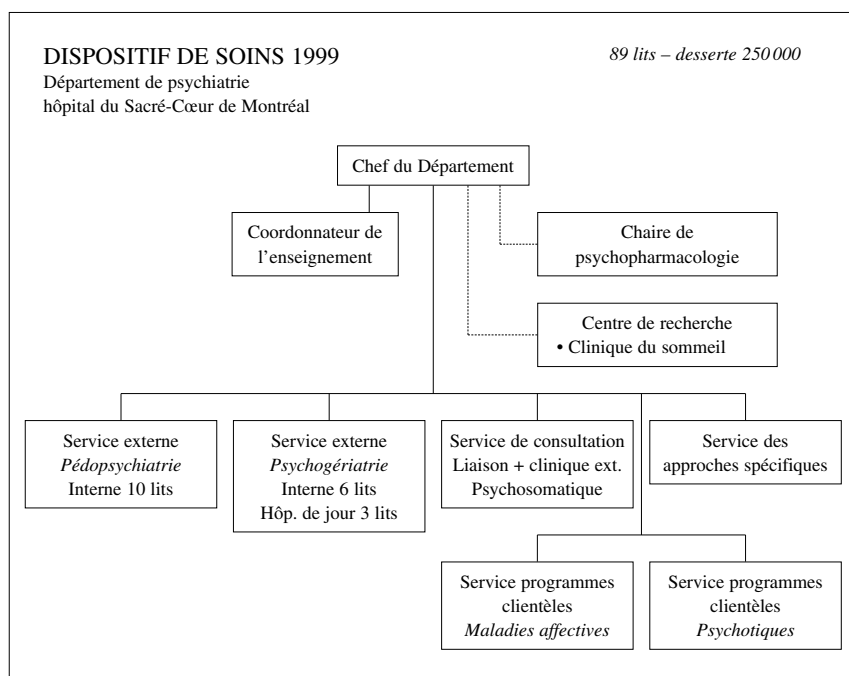 DISPOSITIF DE SOINS 1999
89 lits – desserte 250 000
Département de psychiatrie
hôpital du Sacré-Cœur de Montréal
Chef du Département
Coordonnateur de
l’enseignement
Chaire de
psychopharmacologie
Centre de recherche
• Clinique du sommeil
Service externe
Pédopsychiatrie
Interne 10 lits
Service externe
Psychogériatrie
Interne 6 lits
Hôp. de jour 3 lits
Service de consultation
Liaison + clinique ext.
Psychosomatique
Service des
approches spécifiques
Service programmes
clientèles
Maladies affectives
Service programmes
clientèles
Psychotiques